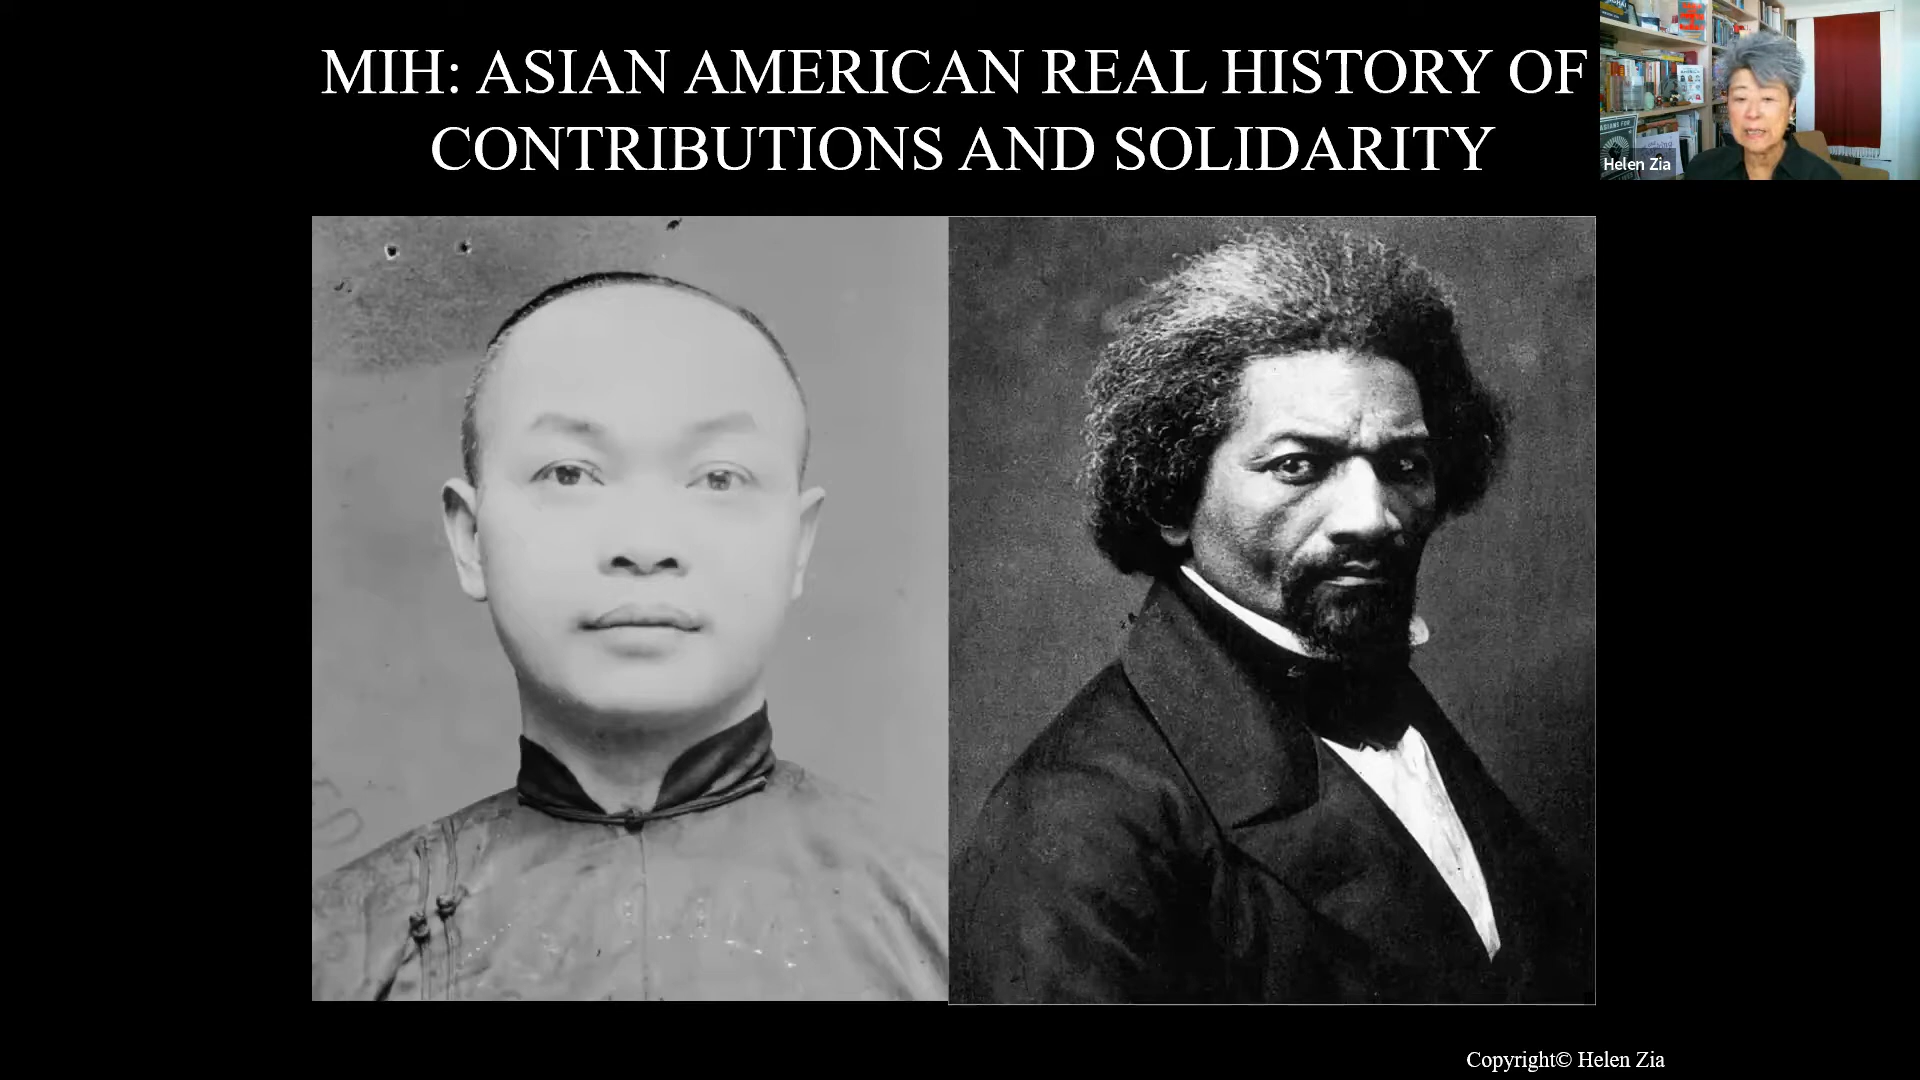 MIH: ASIAN AMERICAN REAL HISTORY OF
CONTRIBUTIONS AND SOLIDARITY
Helen Zia
Copyright© Helen Zia